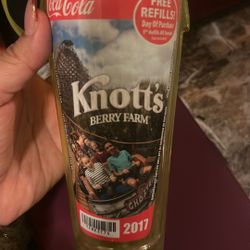 Coca-Cola
FREE
REFILLS!
Day Of Purchase
Knott's
BERRY FARM
2017